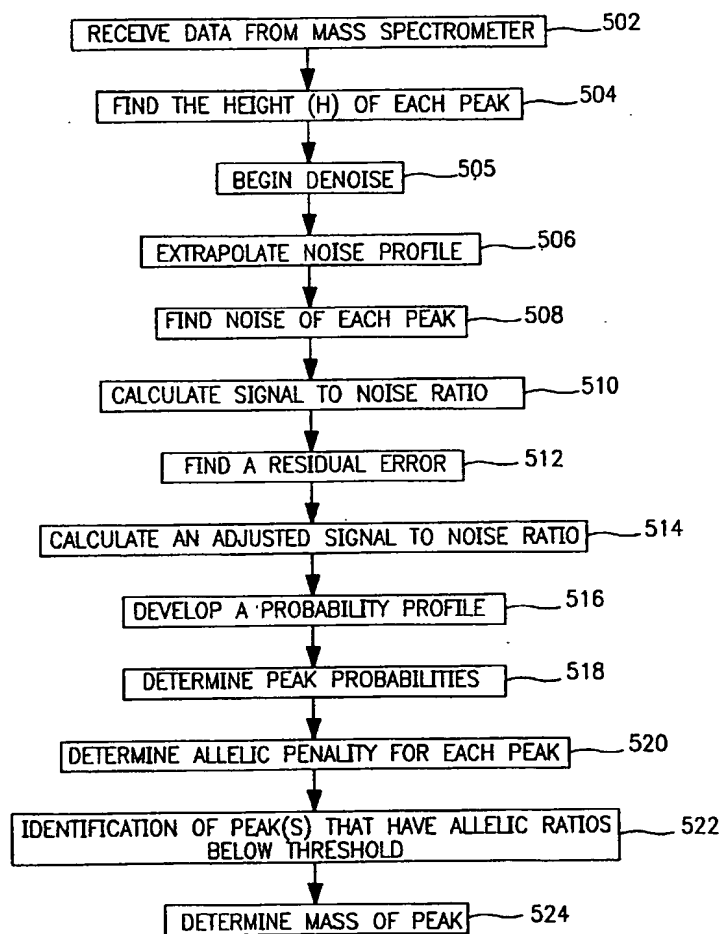 RECEIVE DATA FROM MASS SPECTROMETER 502
FIND THE HEIGHT (H) OF EACH PEAK 504
BEGIN DENOISE 505
EXTRAPOLATE NOISE PROFILE 506
FIND NOISE OF EACH PEAK 508
CALCULATE SIGNAL TO NOISE RATIO 510
FIND A RESIDUAL ERROR 512
CALCULATE AN ADJUSTED SIGNAL TO NOISE RATIO 514
DEVELOP A PROBABILITY PROFILE 516
DETERMINE PEAK PROBABILITIES 518
DETERMINE ALLELIC PENALITY FOR EACH PEAK 520
IDENTIFICATION OF PEAK(S) THAT HAVE ALLELIC RATIOS 522
BELOW THRESHOLD
DETERMINE MASS OF PEAK 524